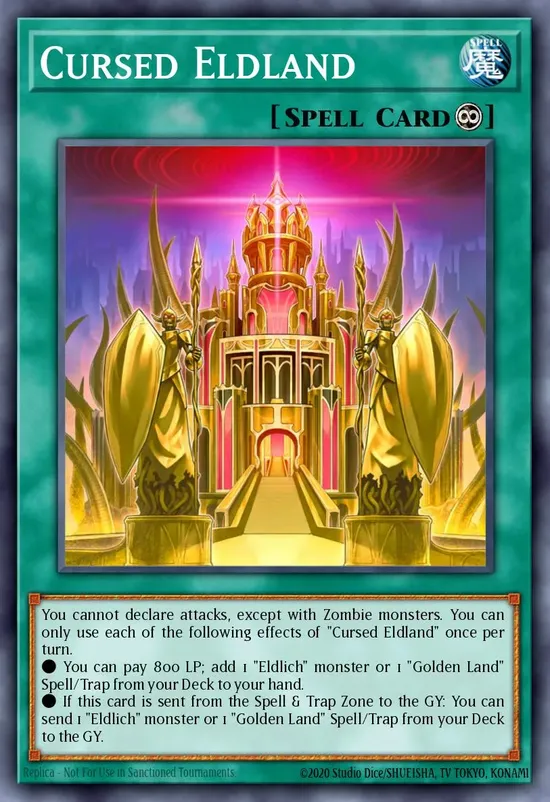 Cursed Eldland
SPELL
魔
[Spell Card]
You cannot declare attacks, except with Zombie monsters. You can
only use each of the following effects of "Cursed Eldland" once per
turn.
● You can pay 800 LP; add 1 "Eldlich" monster or 1 "Golden Land"
Spell/Trap from your Deck to your hand.
● If this card is sent from the Spell & Trap Zone to the GY: You can
send 1 "Eldlich" monster or 1 "Golden Land" Spell/Trap from your Deck
to the GY.
Replica - Not For Use in Sanctioned Tournaments
©2020 Studio Dice/SHUEISHA, TV TOKYO, KONAMI